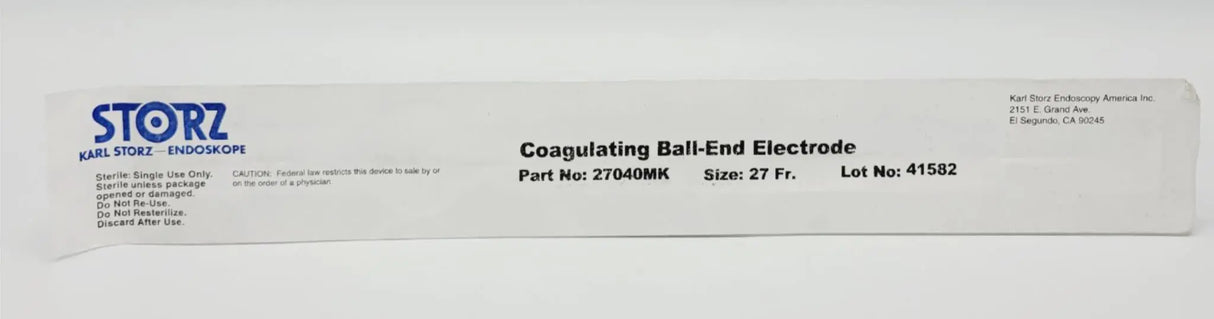 STORZ
KARL STORZ — ENDOSKOPE
Sterile: Single Use Only.
Sterile unless package
opened or damaged.
Do Not Re-Use.
Do Not Resterilize.
Discard After Use.
CAUTION: Federal law restricts this device to sale by or
on the order of a physician
Coagulating Ball-End Electrode
Part No: 27040MK Size: 27 Fr. Lot No: 41582
Karl Storz Endoscopy America Inc.
2151 E. Grand Ave.
El Segundo, CA 90245